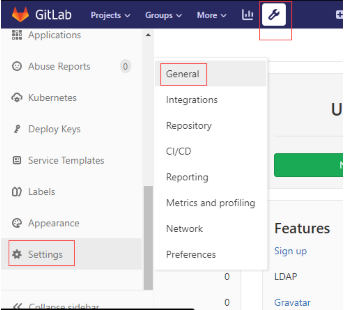 GitLab Projects Groups More
Applications
Abuse Reports 0
Kubernetes
Deploy Keys
Service Templates
Labels
Appearance
Settings
Collapse sidebar
General
Integrations
Repository
CI/CD
Reporting
Metrics and profiling
Network
Preferences
0
0
U
N
Features
Sign up
LDAP
Gravatar